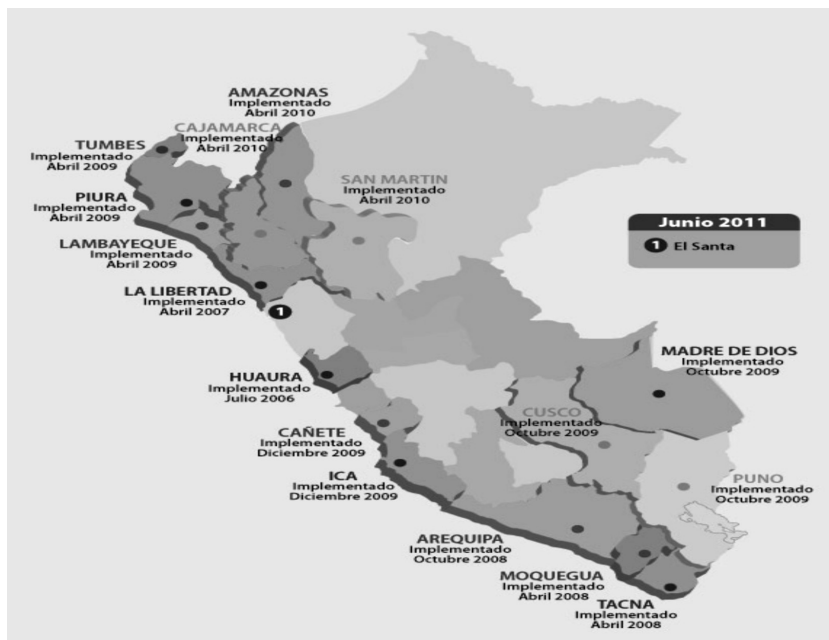 AMAZONAS
Implementado
Abril 2010
CAJAMARCA
Implementado
Abril 2010
TUMBES
Implementado
Abril 2009
SAN MARTIN
Implementado
Abril 2010
PIURA
Implementado
Abril 2009
Junio 2011
1 El Santa
LAMBAYEQUE
Implementado
Abril 2009
LA LIBERTAD
Implementado
Abril 2007
1
MADRE DE DIOS
Implementado
Octubre 2009
HUAURA
Implementado
Julio 2006
CUSCO
Implementado
Octubre 2009
CAÑETE
Implementado
Diciembre 2009
ICA
Implementado
Diciembre 2009
PUNO
Implementado
Octubre 2009
AREQUIPA
Implementado
Octubre 2008
MOQUEGUA
Implementado
Abril 2008
TACNA
Implementado
Abril 2008